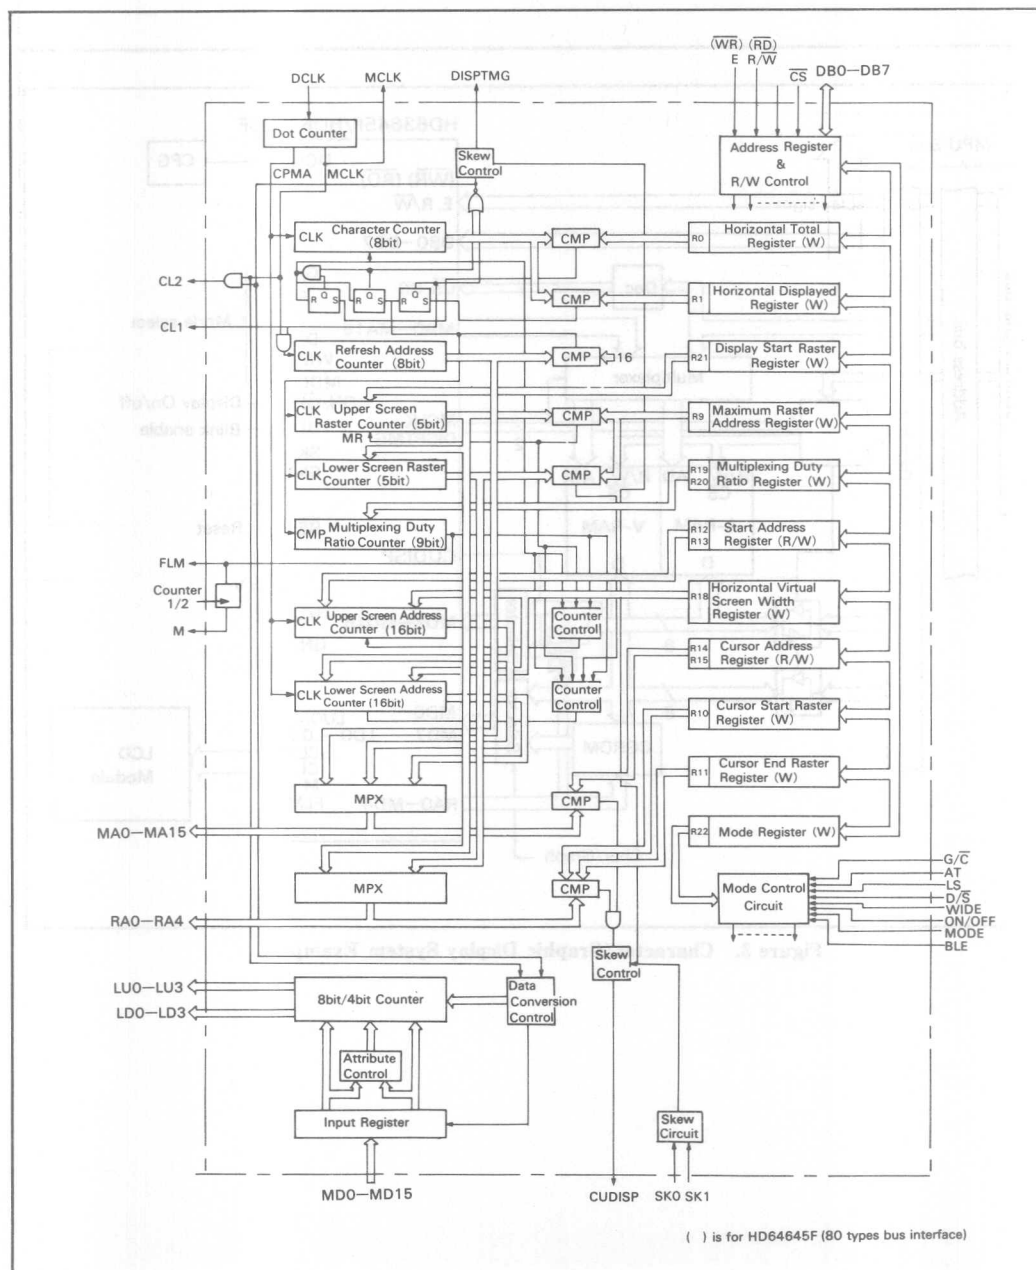 (WR) (RD)
E R/W
CS DB0—DB7
DCLK MCLK DISPTMG
Dot Counter
CPMA MCLK
Skew
Control
Address Register
&
R/W Control
CLK Character Counter
(8bit)
CMP
R0 Horizontal Total
Register (W)
CL2
R Q S R Q S R Q S
CMP
R1 Horizontal Displayed
Register (W)
CL1
CLK Refresh Address
Counter (8bit)
CMP 16
R21 Display Start Raster
Register (W)
CLK Upper Screen
Raster Counter (5bit)
MR
CMP
R9 Maximum Raster
Address Register(W)
CLK Lower Screen Raster
Counter (5bit)
CMP
R19 R20 Multiplexing Duty
Ratio Register (W)
CMP Multiplexing Duty
Ratio Counter (9bit)
R12 R13 Start Address
Register (R/W)
FLM
Counter
1/2
M
R18 Horizontal Virtual
Screen Width
Register (W)
CLK Upper Screen Address
Counter (16bit)
Counter
Control
R14 R15 Cursor Address
Register (R/W)
CLK Lower Screen Address
Counter (16bit)
Counter
Control
R10 Cursor Start Raster
Register (W)
R11 Cursor End Raster
Register (W)
MPX
CMP
MA0—MA15
R22 Mode Register (W)
MPX
CMP
RA0—RA4
Mode Control
Circuit
G/C
AT
LS
D/S
WIDE
ON/OFF
MODE
BLE
Skew
Control
LU0—LU3
LD0—LD3
8bit/4bit Counter
Data
Conversion
Control
Attribute
Control
Input Register
Skew
Circuit
MD0—MD15
CUDISP SK0 SK1
( ) is for HD64645F (80 types bus interface)